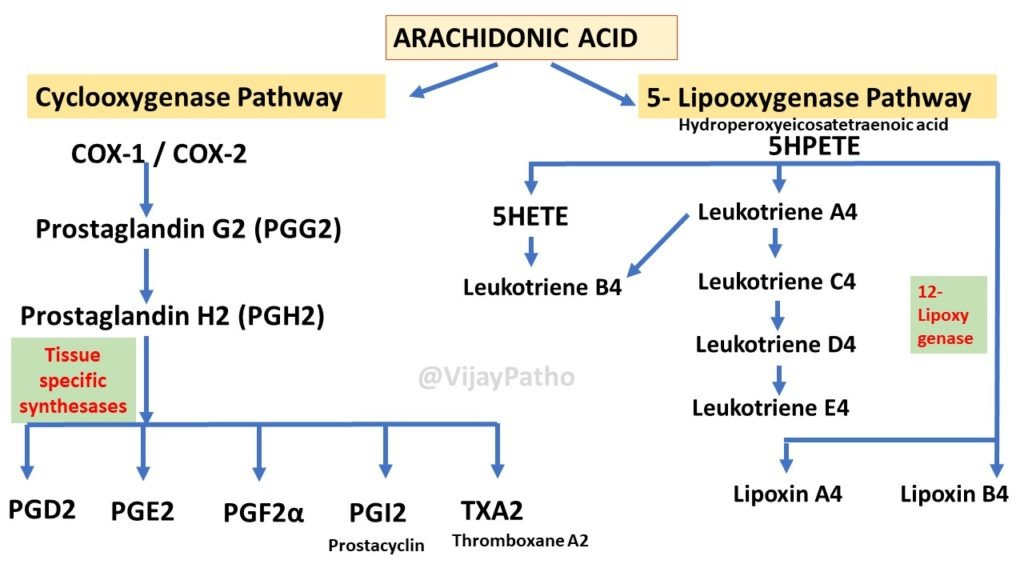 ARACHIDONIC ACID
Cyclooxygenase Pathway
COX-1 / COX-2
Prostaglandin G2 (PGG2)
Prostaglandin H2 (PGH2)
Tissue
specific
synthesases
PGD2
PGE2
PGF2α
PGI2
Prostacyclin
TXA2
Thromboxane A2
5- Lipooxygenase Pathway
Hydroperoxyeicosatetraenoic acid
5HPETE
5HETE
Leukotriene B4
Leukotriene A4
Leukotriene C4
Leukotriene D4
Leukotriene E4
12-
Lipoxy
genase
Lipoxin A4
Lipoxin B4
@VijayPatho